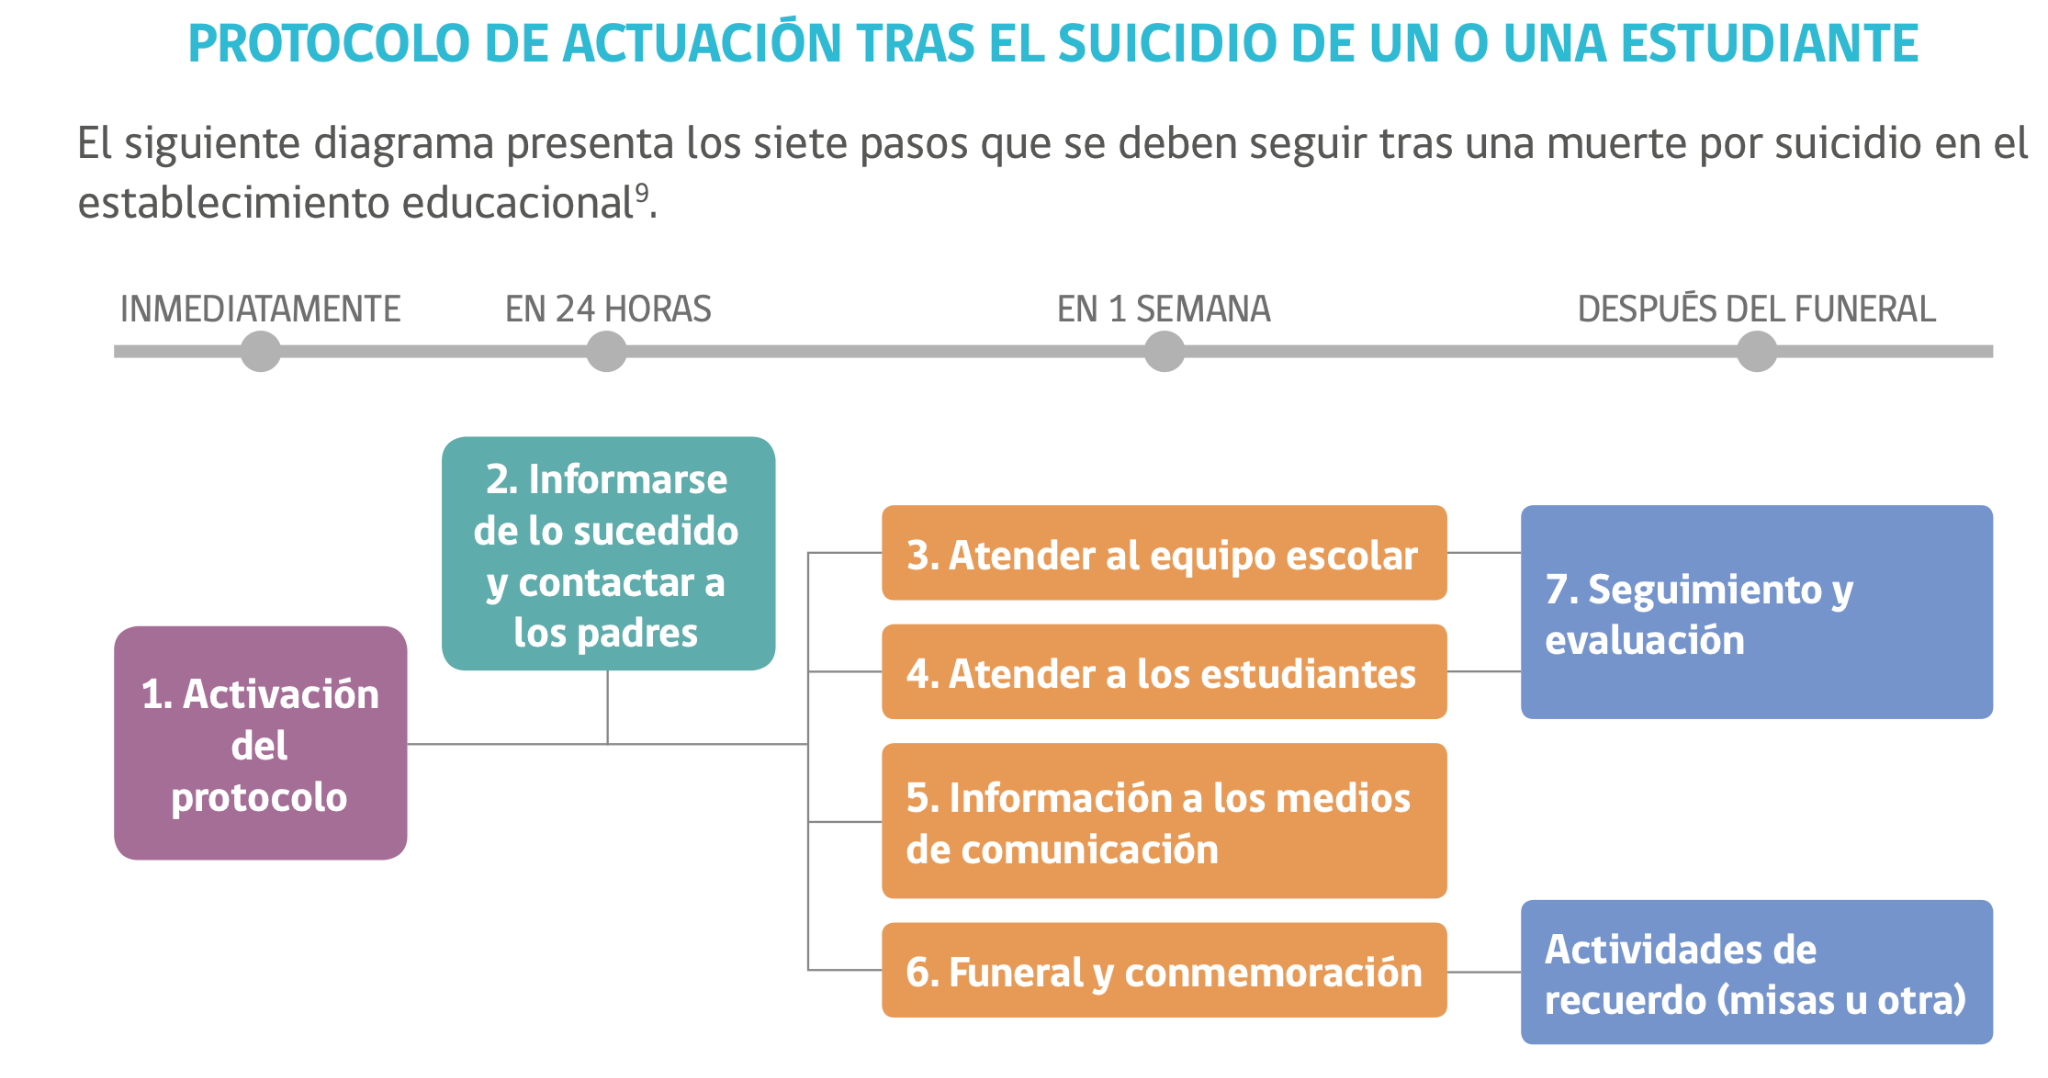 PROTOCOLO DE ACTUACIÓN TRAS EL SUICIDIO DE UN O UNA ESTUDIANTE
El siguiente diagrama presenta los siete pasos que se deben seguir tras una muerte por suicidio en el
establecimiento educacional⁹.
INMEDIATAMENTE
EN 24 HORAS
EN 1 SEMANA
DESPUÉS DEL FUNERAL
1. Activación
del
protocolo
2. Informarse
de lo sucedido
y contactar a
los padres
3. Atender al equipo escolar
4. Atender a los estudiantes
5. Información a los medios
de comunicación
6. Funeral y conmemoración
7. Seguimiento y
evaluación
Actividades de
recuerdo (misas u otra)